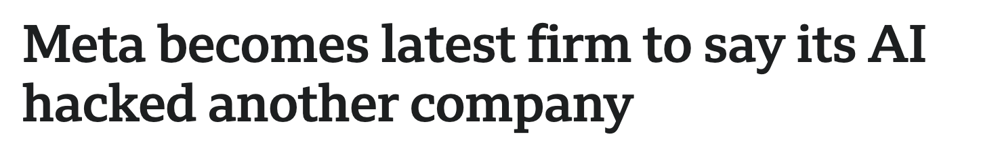 Meta becomes latest firm to say its AI
hacked another company